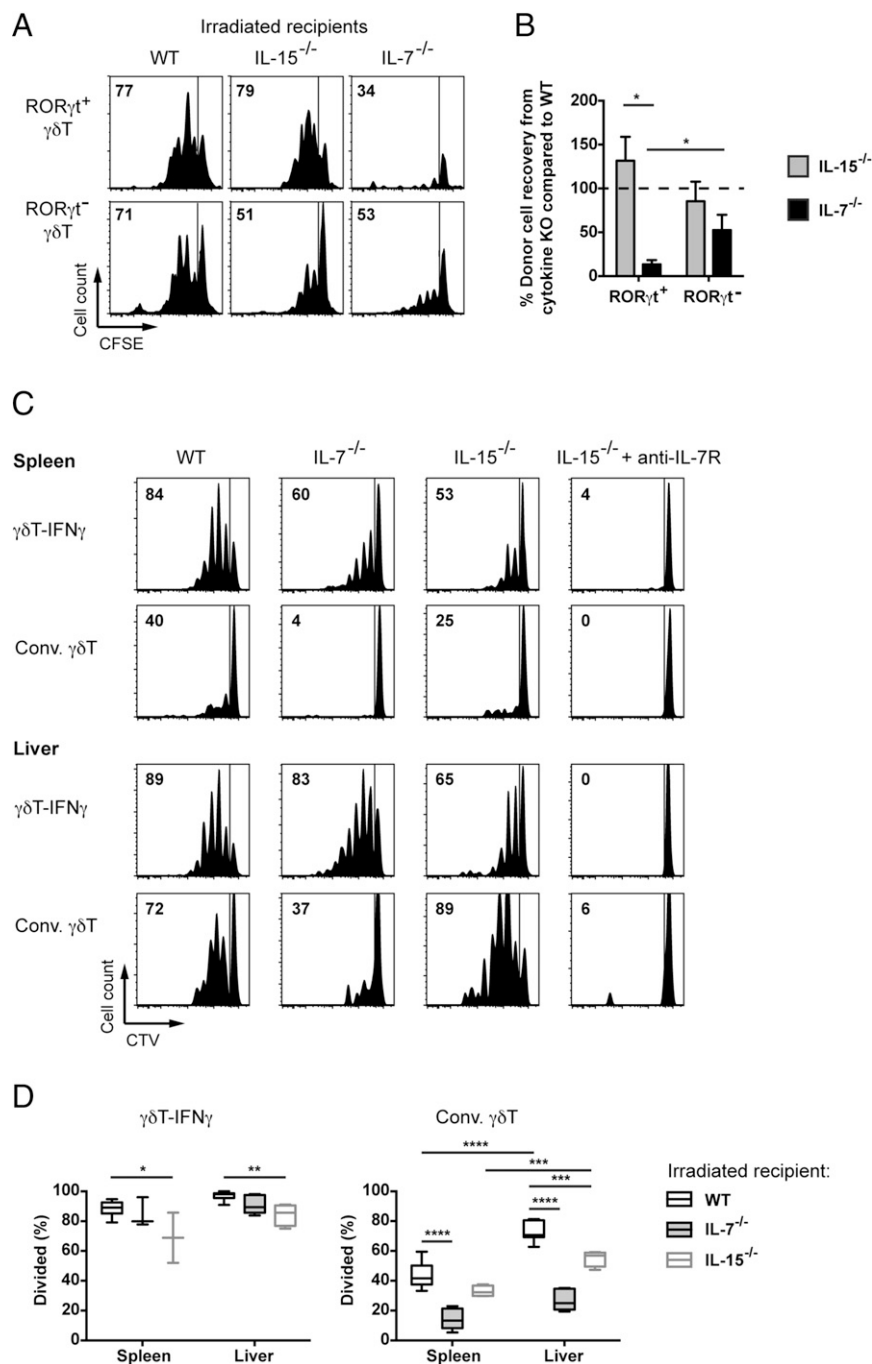 A
Irradiated recipients
WT IL-15-/- IL-7-/-
RORγt+ γδT
77 79 34
RORγt- γδT
71 51 53
Cell count
CFSE
B
% Donor cell recovery from cytokine KO compared to WT
200
150
100
50
0
RORγt+ RORγt-
* *
IL-15-/-
IL-7-/-
C
WT IL-7-/- IL-15-/- IL-15-/- + anti-IL-7R
Spleen
γδT-IFNγ
84 60 53 4
Conv. γδT
40 4 25 0
Liver
γδT-IFNγ
89 83 65 0
Conv. γδT
72 37 89 6
Cell count
CTV
D
γδT-IFNγ
* **
Divided (%)
100
80
60
40
20
0
Spleen Liver
Conv. γδT
****
***
***
**** ****
Divided (%)
100
80
60
40
20
0
Spleen Liver
Irradiated recipient:
WT
IL-7-/-
IL-15-/-